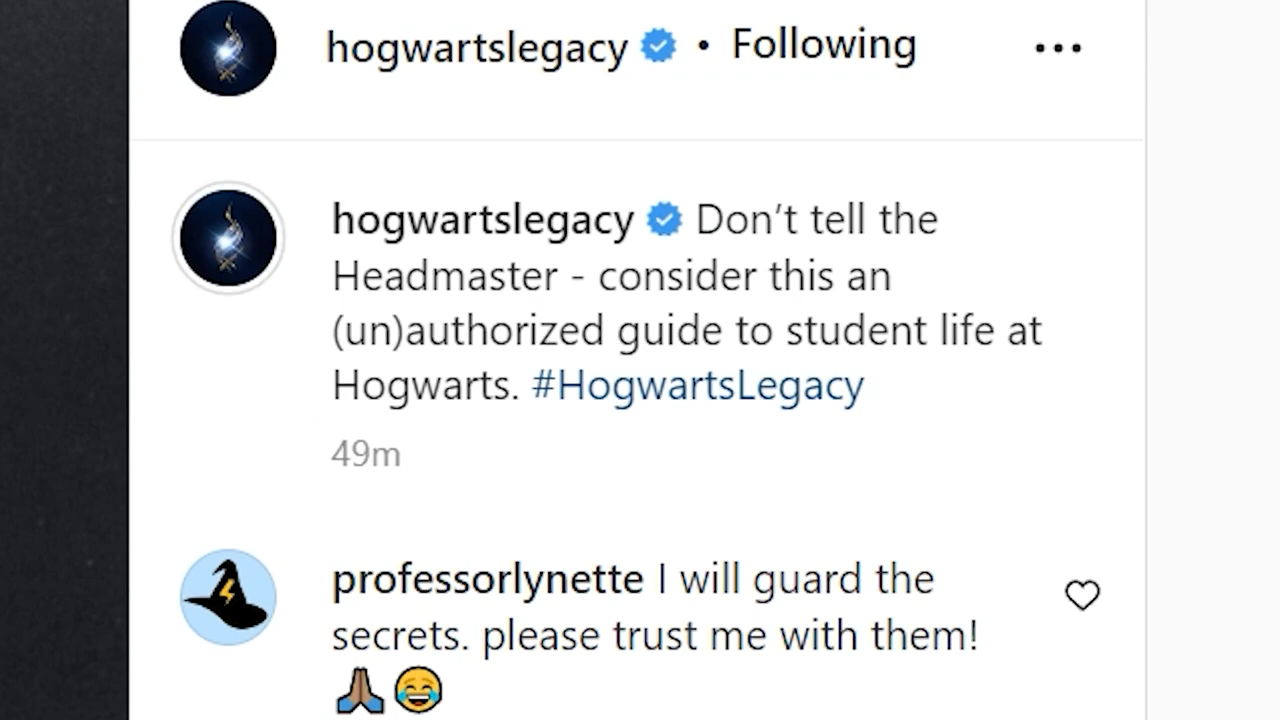 hogwartslegacy • Following
hogwartslegacy Don’t tell the
Headmaster - consider this an
(un)authorized guide to student life at
Hogwarts. #HogwartsLegacy
49m
professorlynette I will guard the
secrets. please trust me with them!
🙏🏽😂